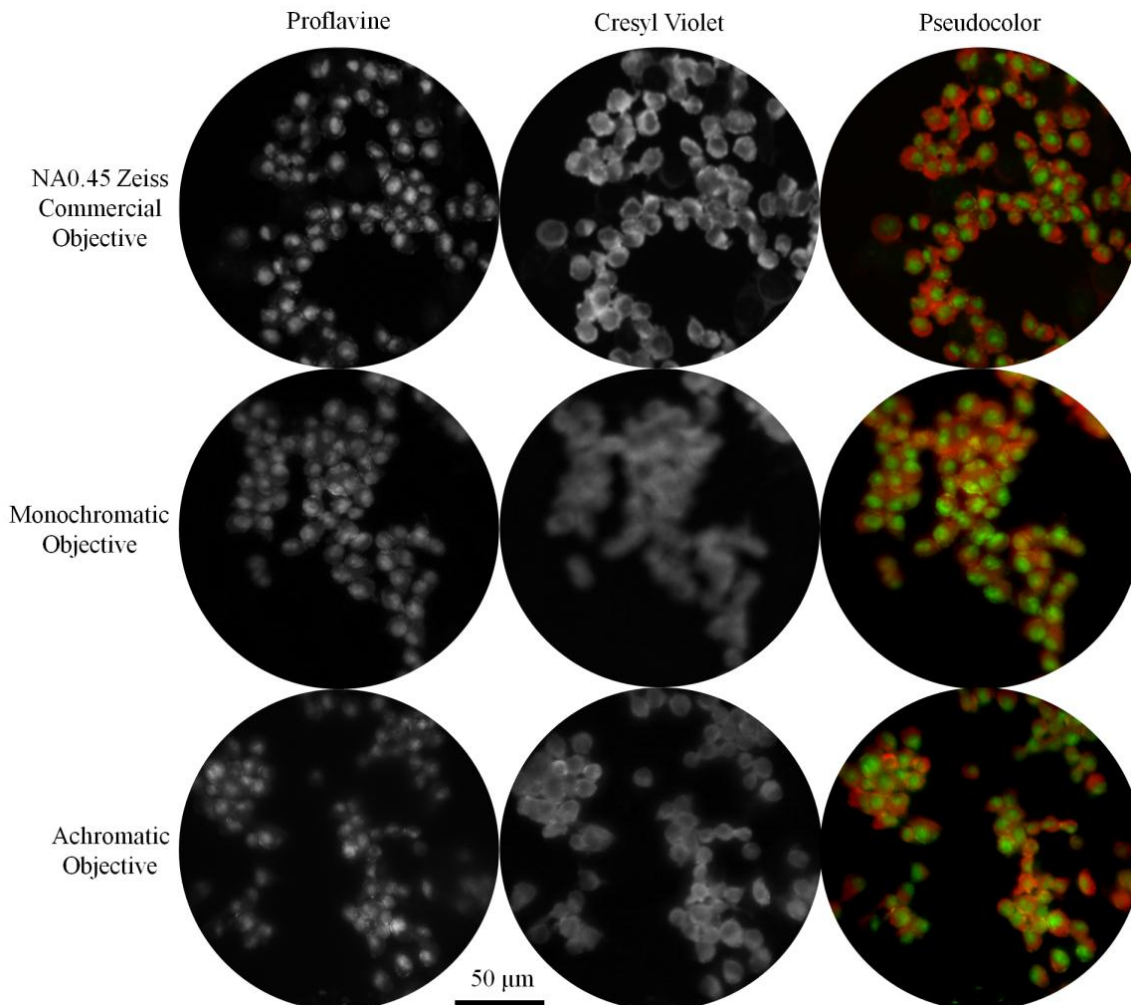 Proflavine
Cresyl Violet
Pseudocolor
NA0.45 Zeiss
Commercial
Objective
Monochromatic
Objective
Achromatic
Objective
50 μm